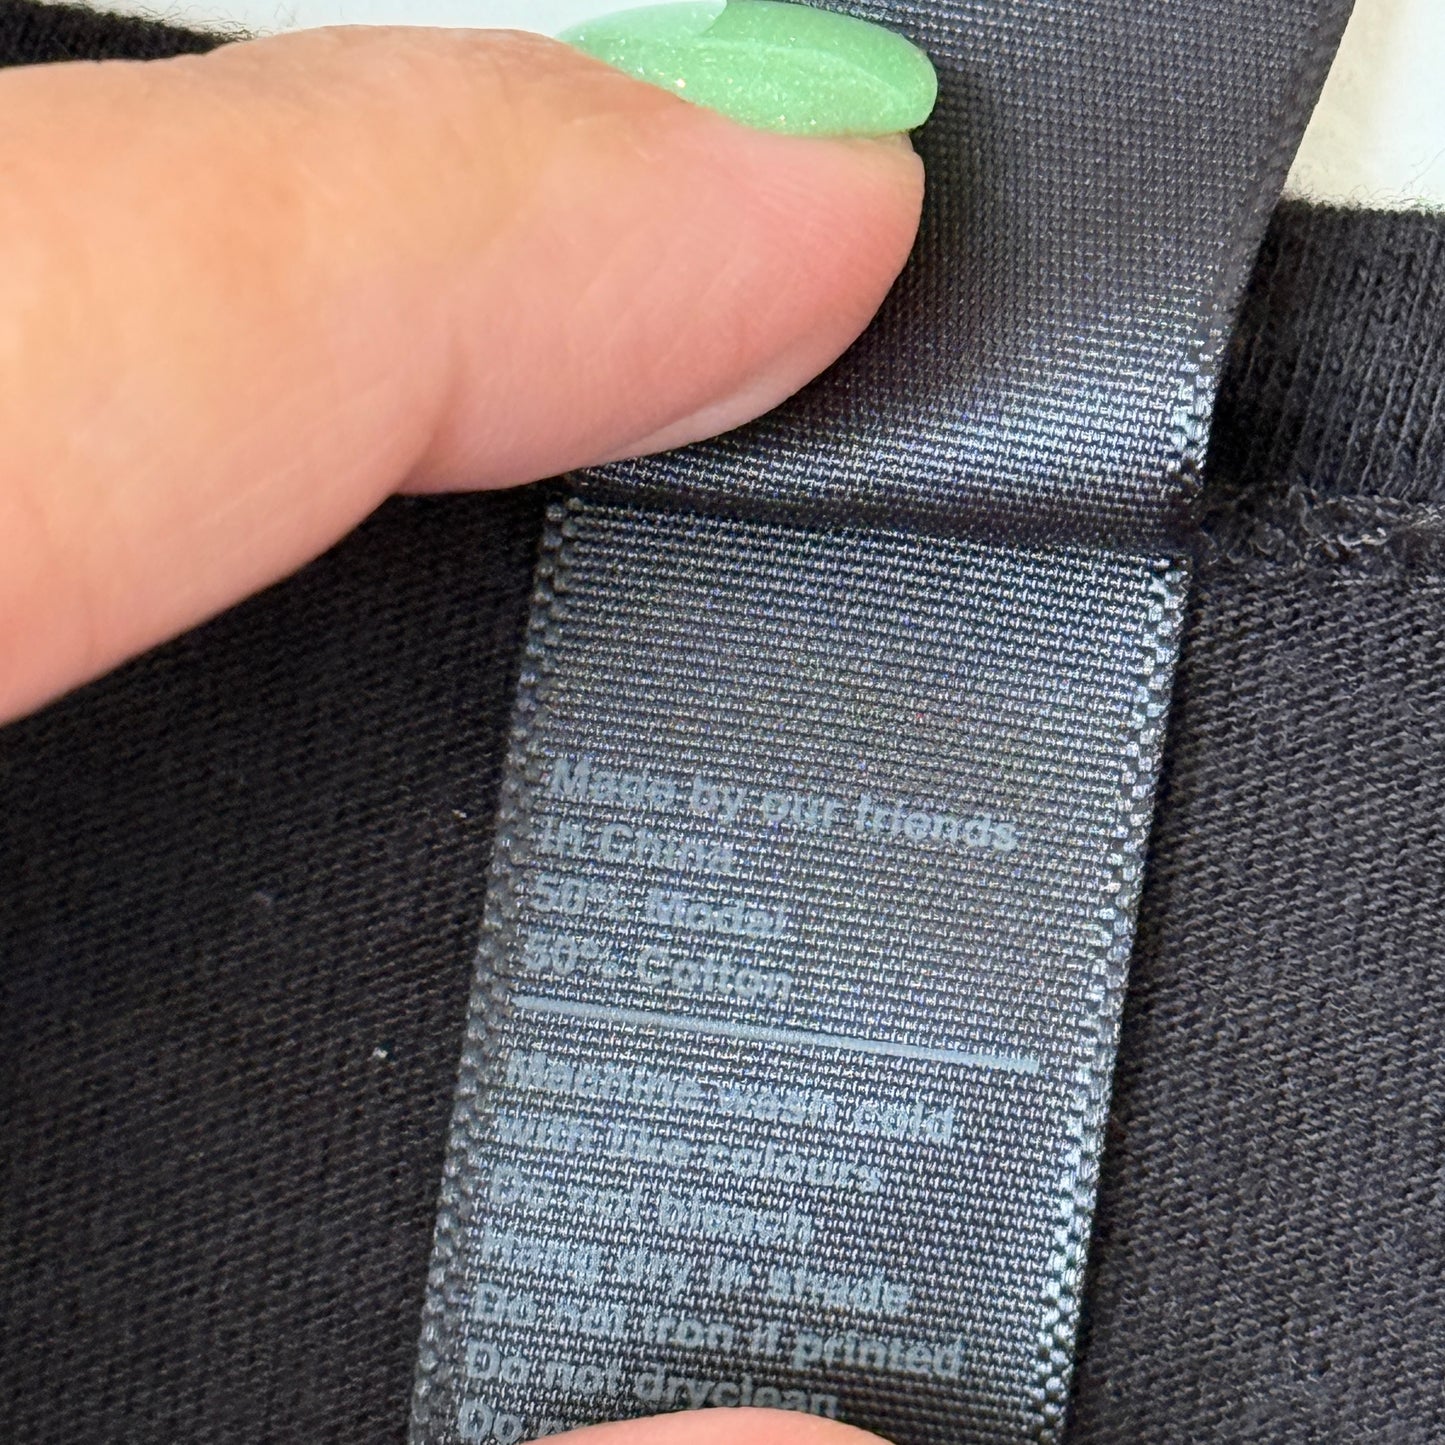 Made by our friends
in China
50% Modal
50% Cotton
Machine wash cold
with like colours
Do not bleach
Hang dry in shade
Do not iron if printed
Do not dryclean
Do